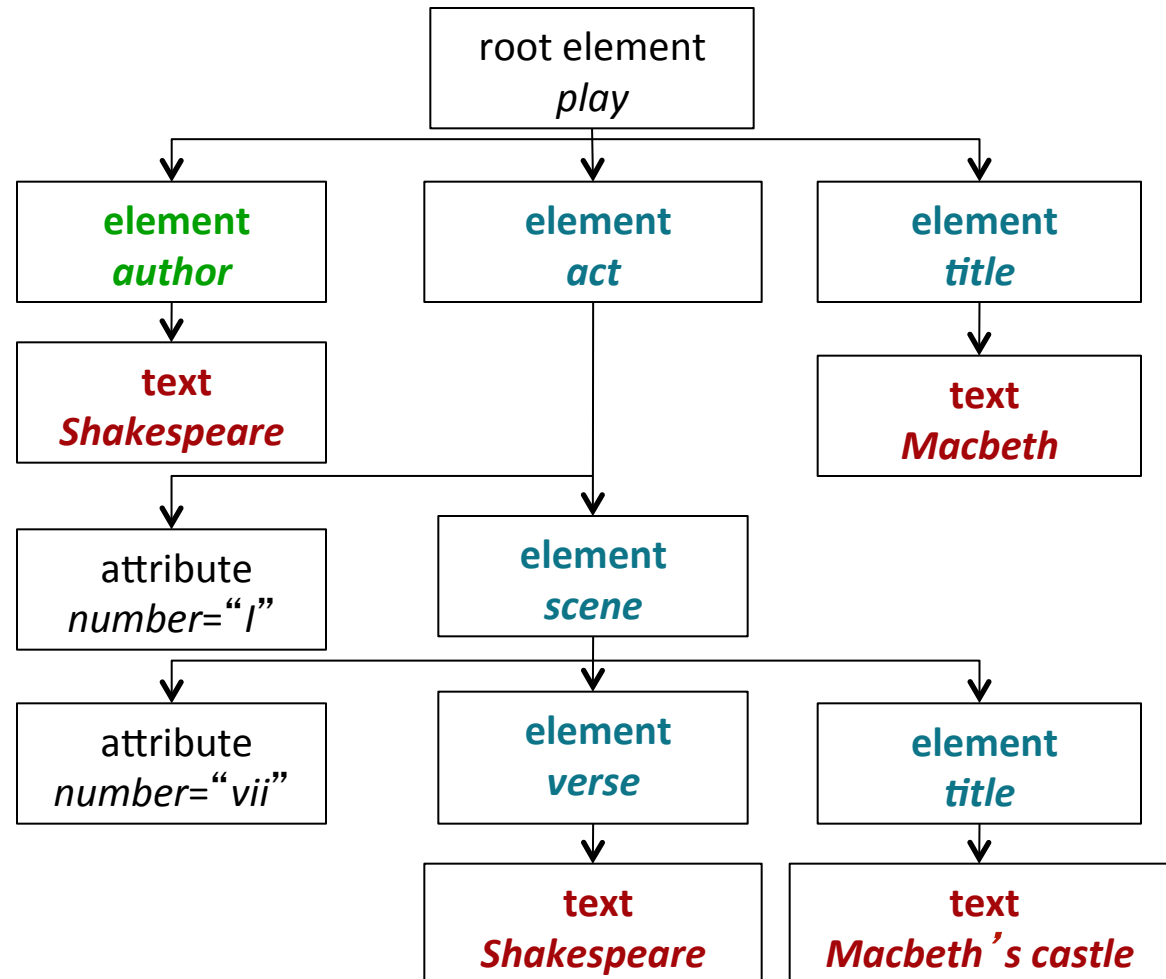 root element
play
element
author
element
act
element
title
text
Shakespeare
text
Macbeth
attribute
number=“I”
element
scene
attribute
number=“vii”
element
verse
element
title
text
Shakespeare
text
Macbeth’s castle